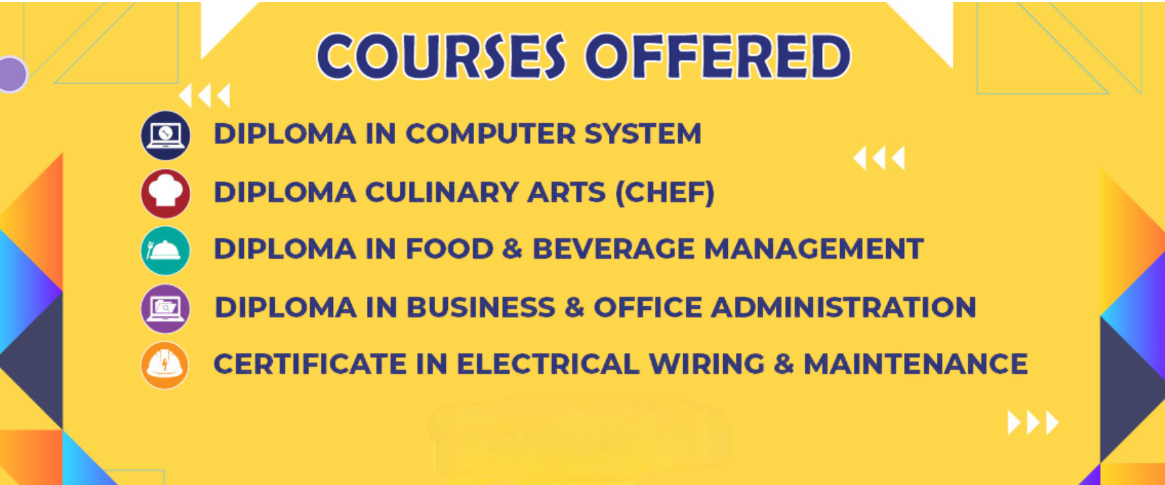 COURSES OFFERED
DIPLOMA IN COMPUTER SYSTEM
DIPLOMA CULINARY ARTS (CHEF)
DIPLOMA IN FOOD & BEVERAGE MANAGEMENT
DIPLOMA IN BUSINESS & OFFICE ADMINISTRATION
CERTIFICATE IN ELECTRICAL WIRING & MAINTENANCE